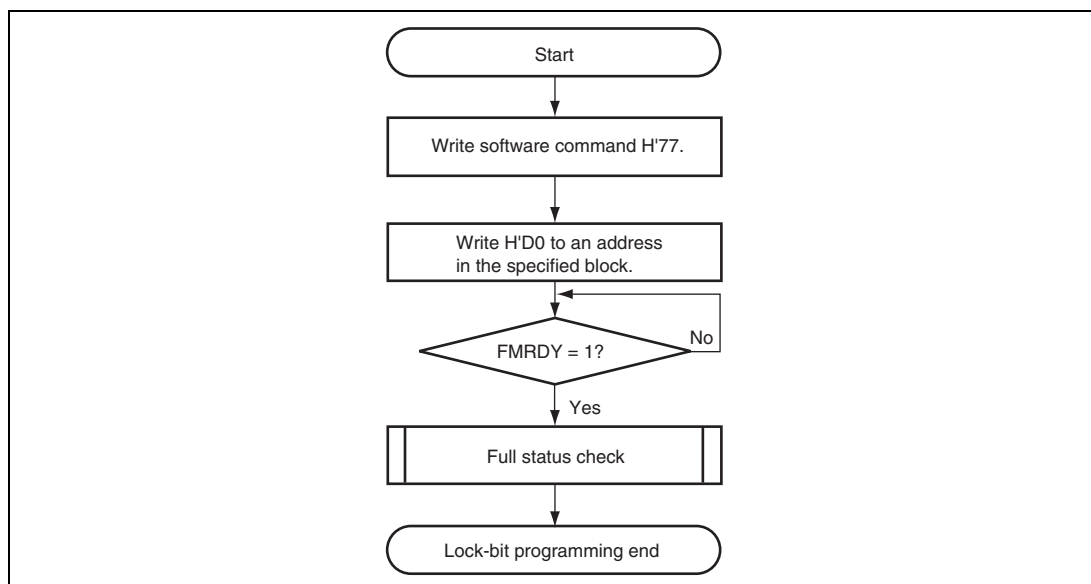 Start
Write software command H'77.
Write H'D0 to an address
in the specified block.
No
FMRDY = 1?
Yes
Full status check
Lock-bit programming end